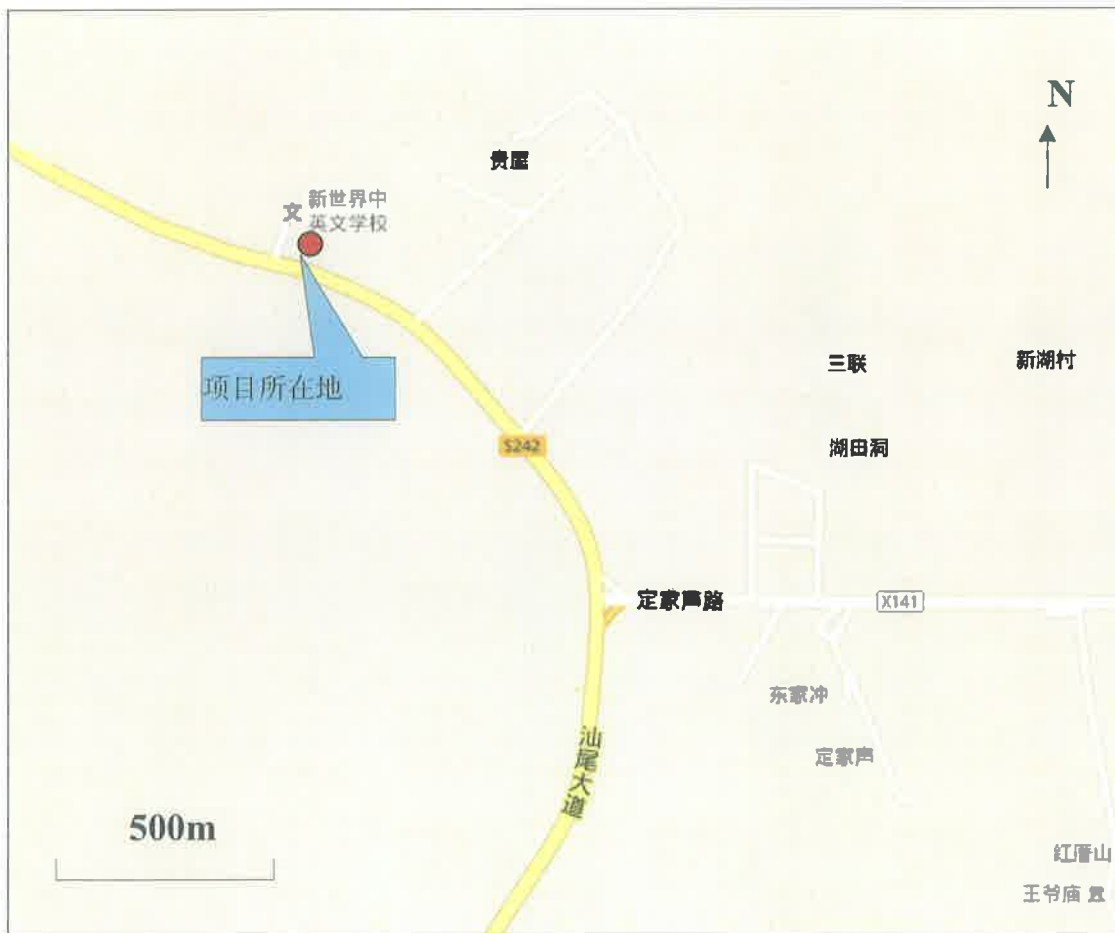 N
贵屋
新世界中
文 英文学校
项目所在地
三联
新湖村
S242
湖田洞
定家声路
X141
东家冲
定家声
汕尾大道
500m
红厝山
王爷庙